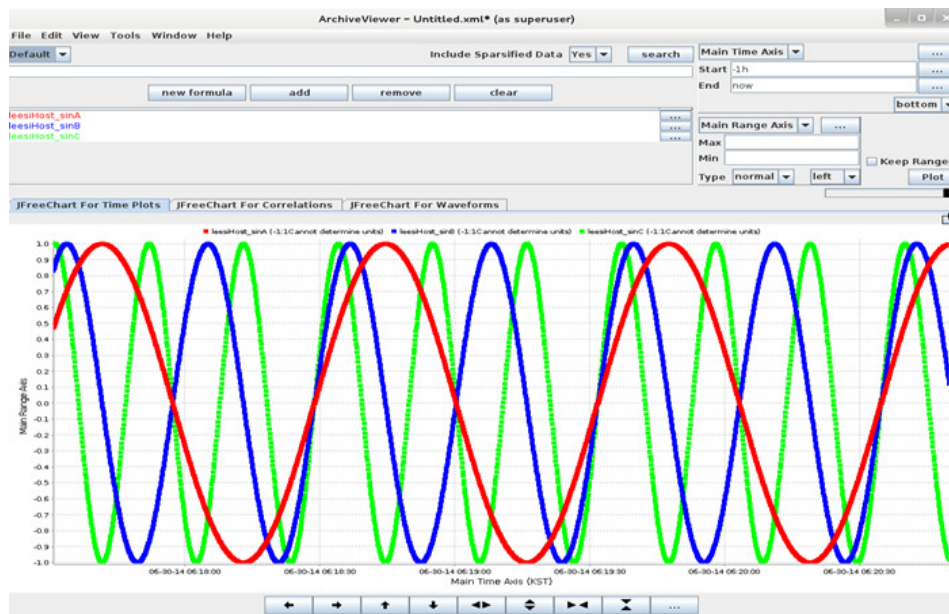 ArchiveViewer - Untitled.xml* (as superuser)
File Edit View Tools Window Help
Default Include Sparsified Data Yes search
new formula add remove clear
leesiHost_sinA ...
leesiHost_sinB ...
leesiHost_sinC ...
Main Time Axis ...
Start -1h ...
End now ...
bottom
Main Range Axis ...
Max
Min
Keep Range
Type normal left Plot
JFreeChart For Time Plots JFreeChart For Correlations JFreeChart For Waveforms
leesiHost_sinA (-1:1Cannot determine units) leesiHost_sinB (-1:1Cannot determine units) leesiHost_sinC (-1:1Cannot determine units)
Main Range Axis
1.0
0.9
0.8
0.7
0.6
0.5
0.4
0.3
0.2
0.1
0.0
-0.1
-0.2
-0.3
-0.4
-0.5
-0.6
-0.7
-0.8
-0.9
-1.0
06-30-14 06:18:00 06-30-14 06:18:30 06-30-14 06:19:00 06-30-14 06:19:30 06-30-14 06:20:00 06-30-14 06:20:30
Main Time Axis (KST)
...